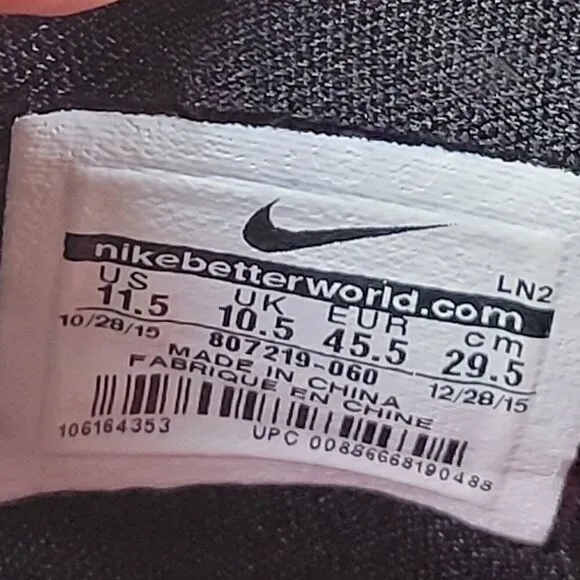 LN2
nikebetterworld.com
US UK EUR cm
11.5 10.5 45.5 29.5
10/28/15 807219-060 12/28/15
MADE IN CHINA
FABRIQUE EN CHINE
106164353 UPC 00886668190488